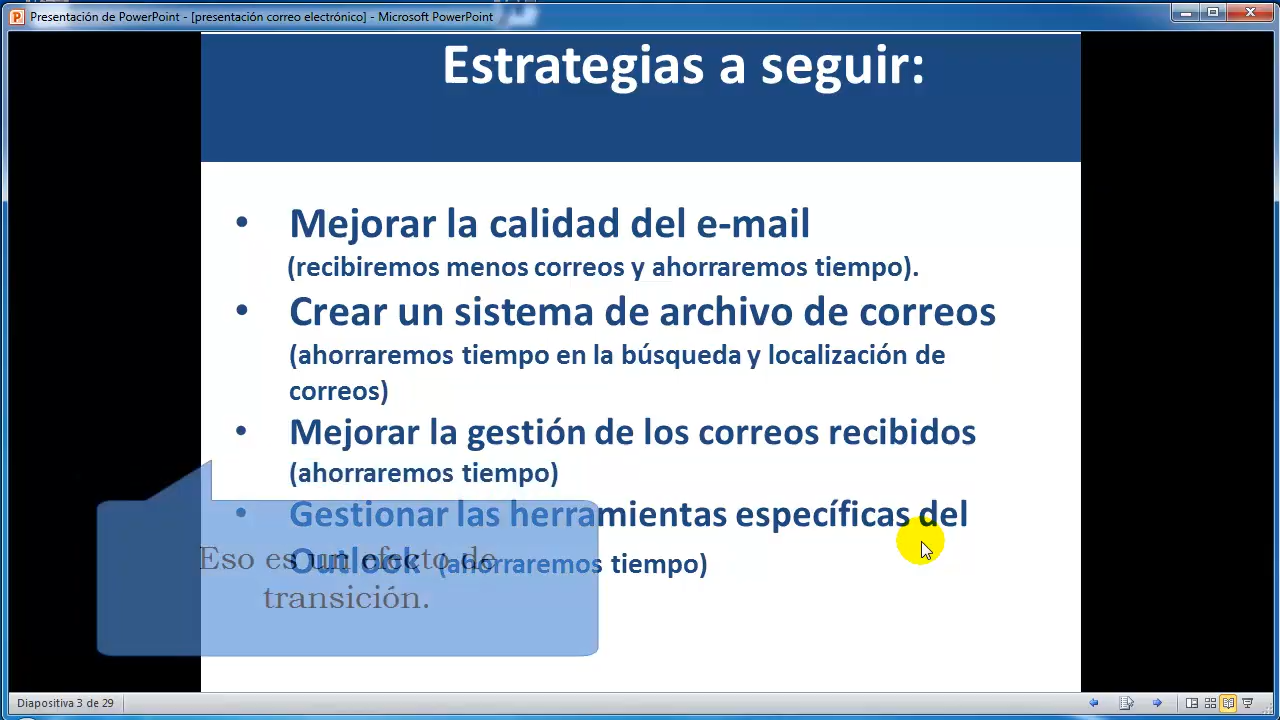 Presentación de PowerPoint - [presentación correo electrónico] - Microsoft PowerPoint
Estrategias a seguir:
• Mejorar la calidad del e-mail
(recibiremos menos correos y ahorraremos tiempo).
• Crear un sistema de archivo de correos
(ahorraremos tiempo en la búsqueda y localización de
correos)
• Mejorar la gestión de los correos recibidos
(ahorraremos tiempo)
• Gestionar las herramientas específicas del
Outlook (ahorraremos tiempo)
Eso es un efecto de
transición.
Diapositiva 3 de 29